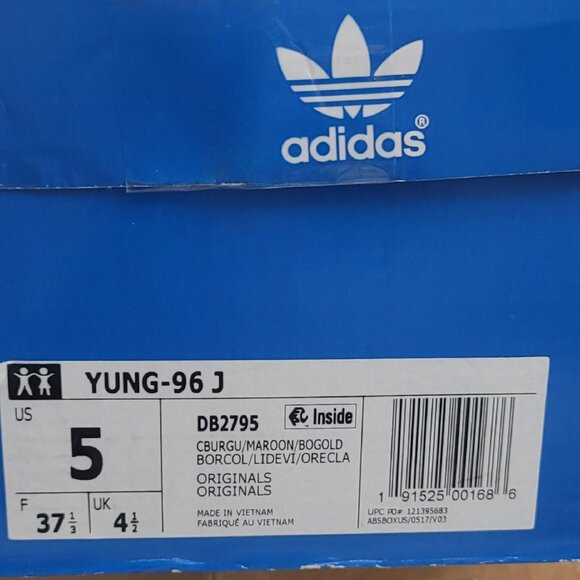 adidas®
YUNG-96 J
US
5
F
37 1/3
UK
4 1/2
DB2795
Inside
CBURGU/MAROON/BOGOLD
BORCOL/LIDEVI/ORECLA
ORIGINALS
ORIGINALS
MADE IN VIETNAM
FABRIQUÉ AU VIETNAM
1 91525 00168 6
UPC PO# 121395683
ABSBOXUS/0517/V03